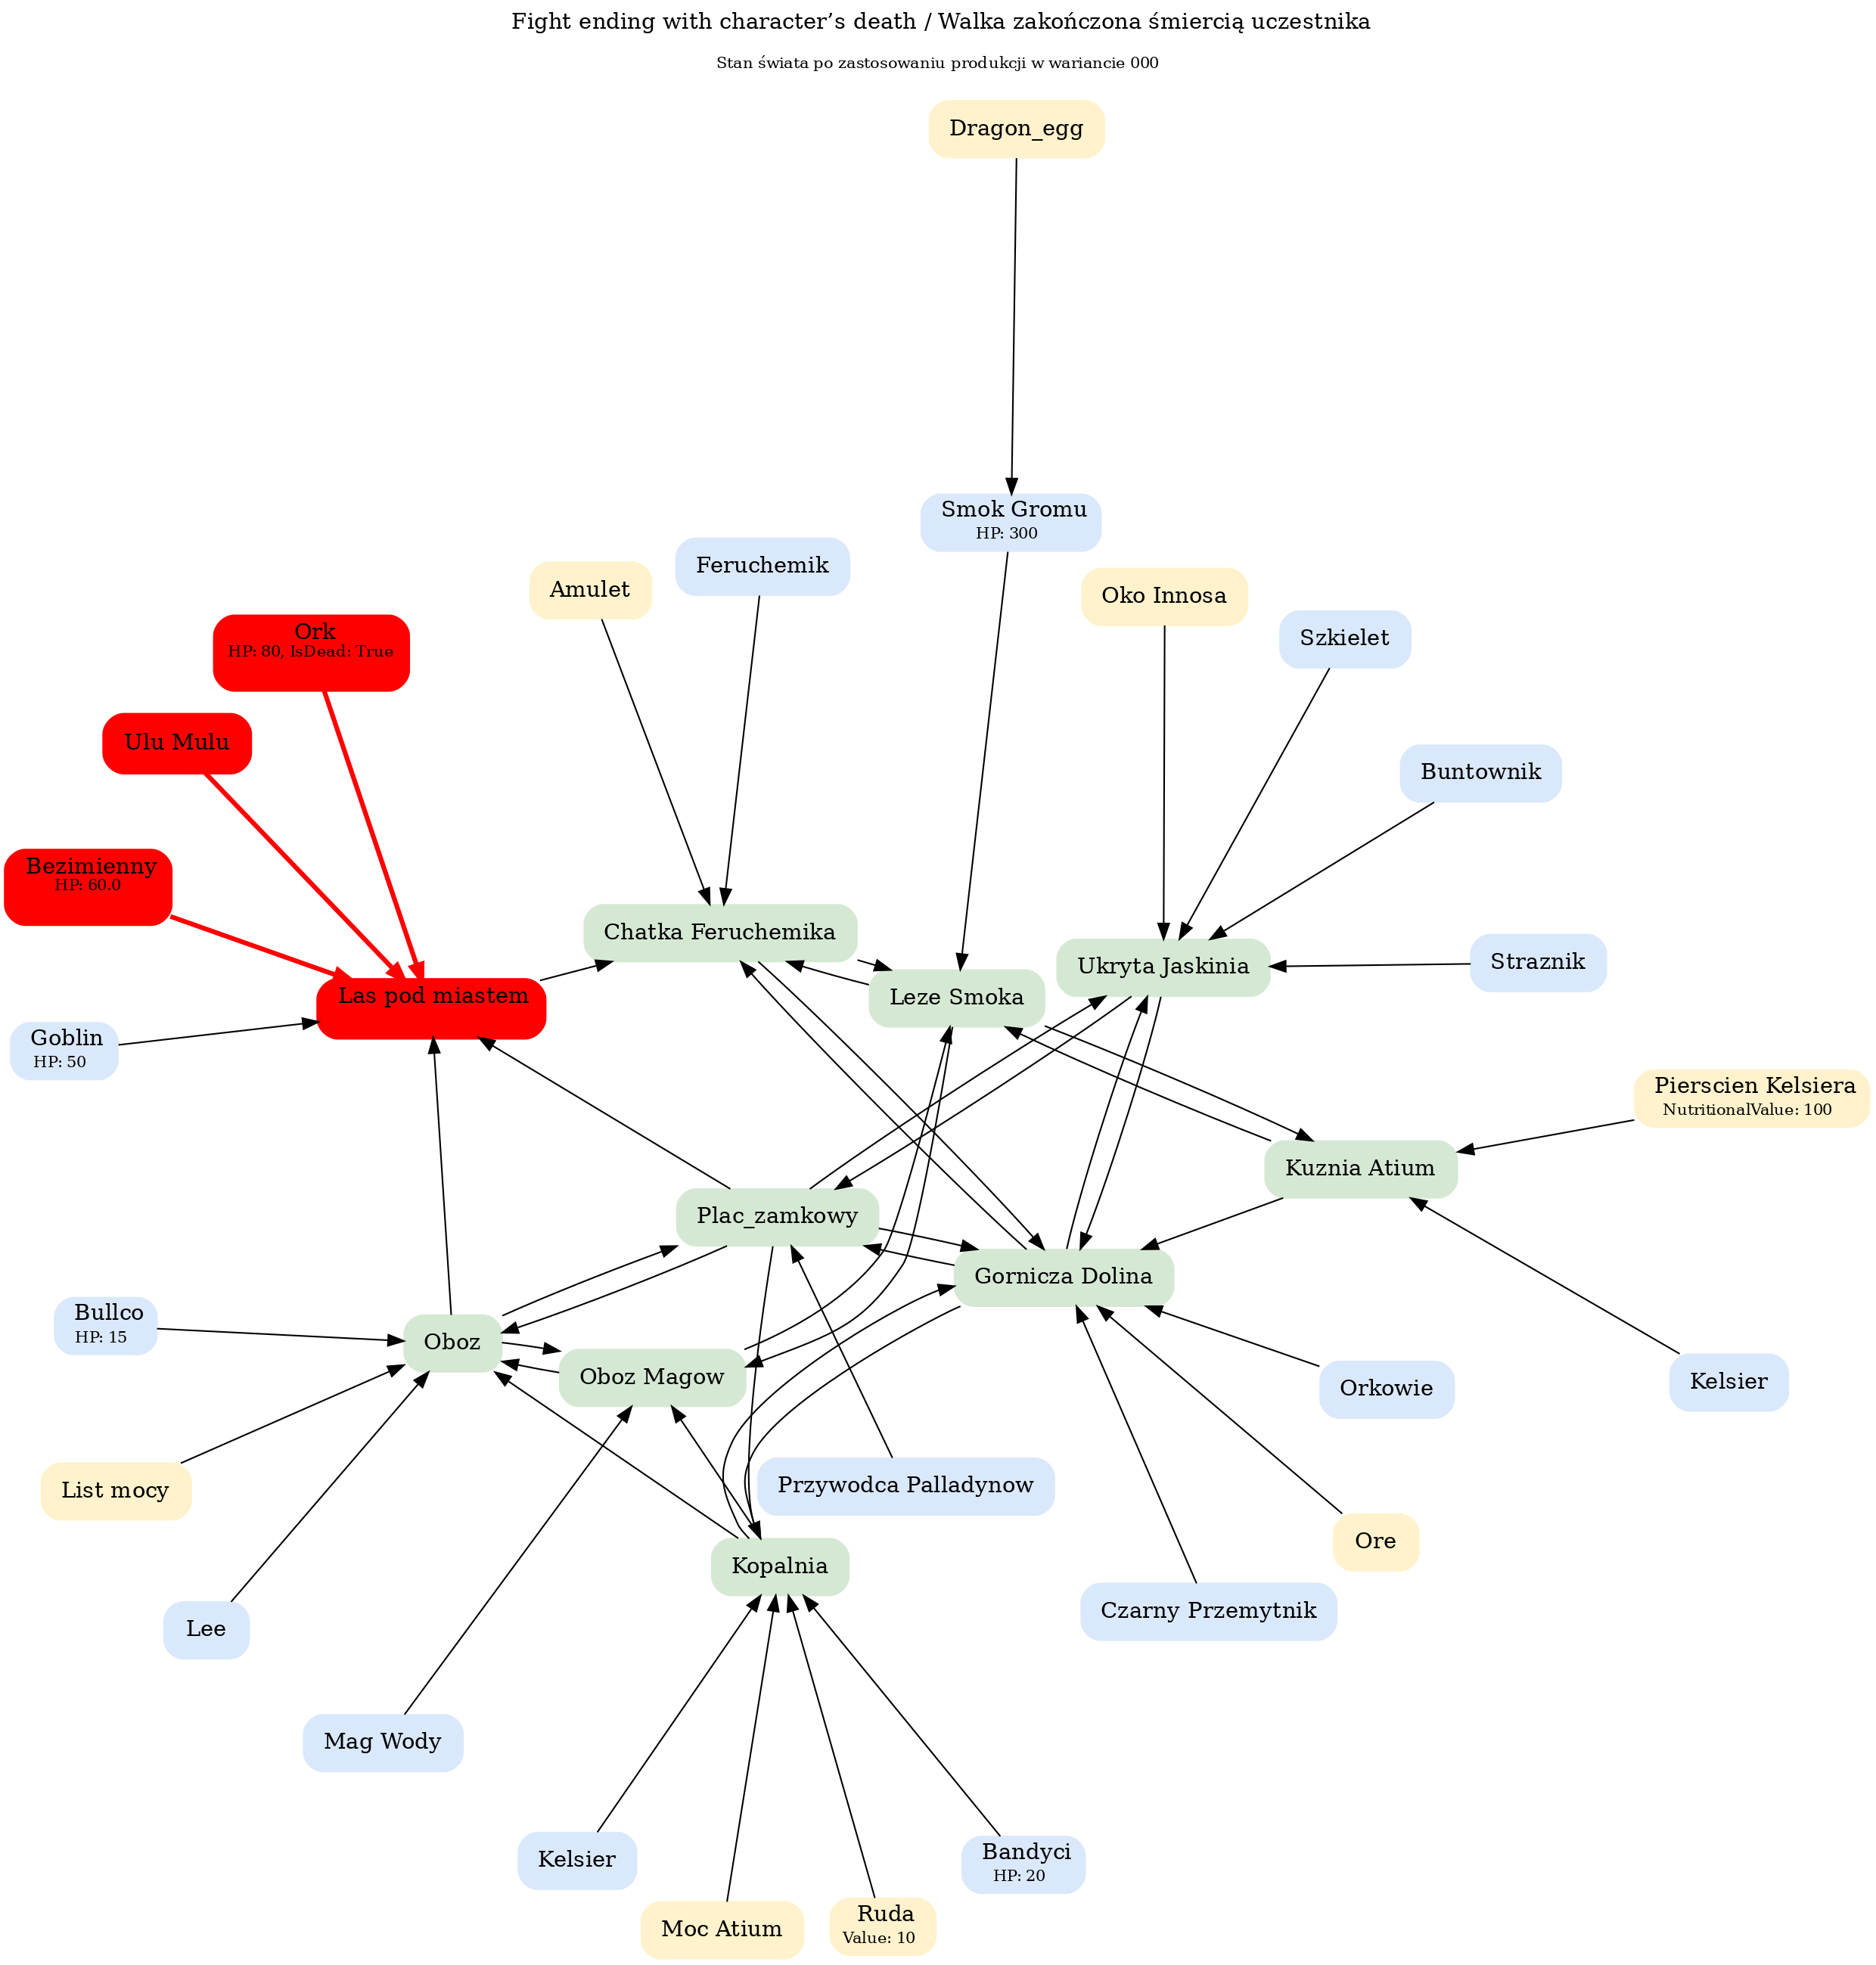 Fight ending with character’s death / Walka zakończona śmiercią uczestnika
Stan świata po zastosowaniu produkcji w wariancie 000
Dragon_egg
Smok Gromu
HP: 300
Feruchemik
Amulet
Oko Innosa
Ork
HP: 80, IsDead: True
Szkielet
Ulu Mulu
Buntownik
Bezimienny
HP: 60.0
Chatka Feruchemika
Ukryta Jaskinia
Straznik
Las pod miastem
Leze Smoka
Goblin
HP: 50
Pierscien Kelsiera
NutritionalValue: 100
Kuznia Atium
Plac_zamkowy
Gornicza Dolina
Bullco
HP: 15
Oboz
Oboz Magow
Orkowie
Kelsier
List mocy
Przywodca Palladynow
Ore
Kopalnia
Czarny Przemytnik
Lee
Mag Wody
Kelsier
Bandyci
HP: 20
Moc Atium
Ruda
Value: 10